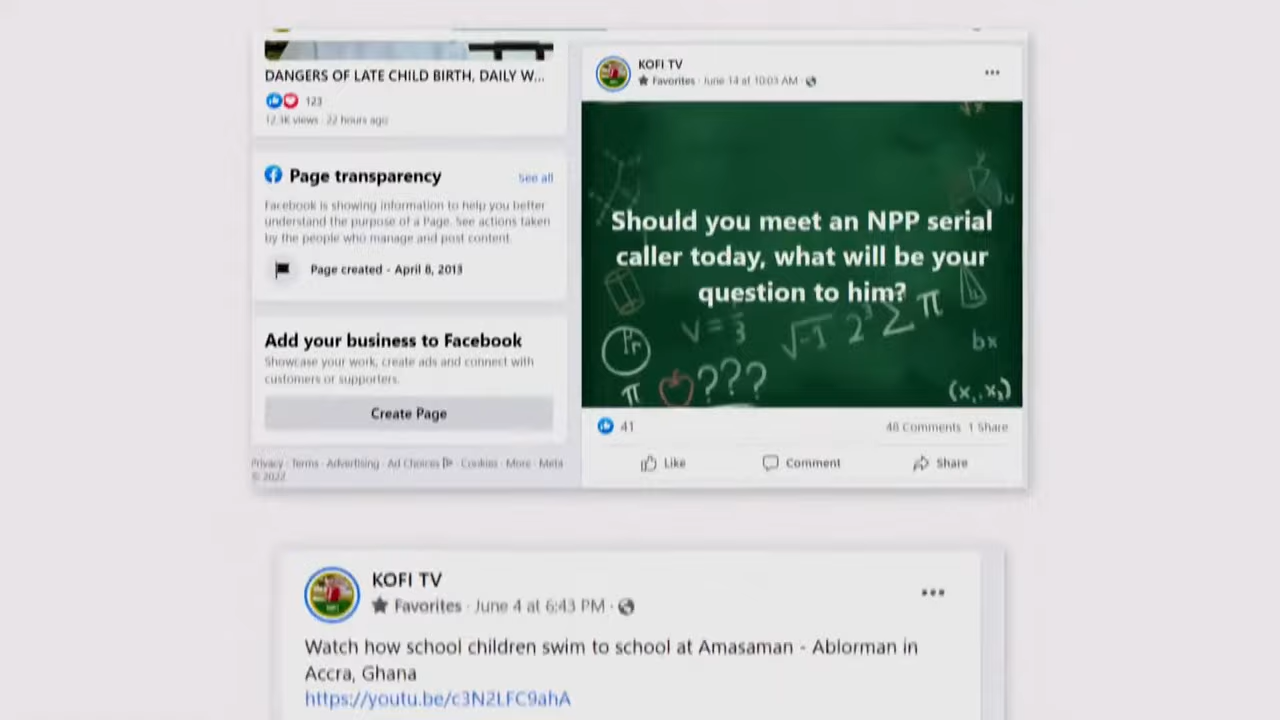 DANGERS OF LATE CHILD BIRTH, DAILY W...
123
12.3K views · 22 hours ago
Page transparency
See all
Facebook is showing information to help you better
understand the purpose of a Page. See actions taken
by the people who manage and post content.
Page created - April 8, 2013
Add your business to Facebook
Showcase your work, create ads and connect with
customers or supporters.
Create Page
Privacy · Terms · Advertising · Ad Choices · Cookies · More · Meta
© 2022
KOFI TV
Favorites · June 14 at 10:03 AM ·
Should you meet an NPP serial
caller today, what will be your
question to him?
π
bx
π
???
(x₁, x₂)
41
48 Comments 1 Share
Like
Comment
Share
KOFI TV
Favorites · June 4 at 6:43 PM ·
Watch how school children swim to school at Amasaman - Ablorman in
Accra, Ghana
https://youtu.be/c3N2LFC9ahA